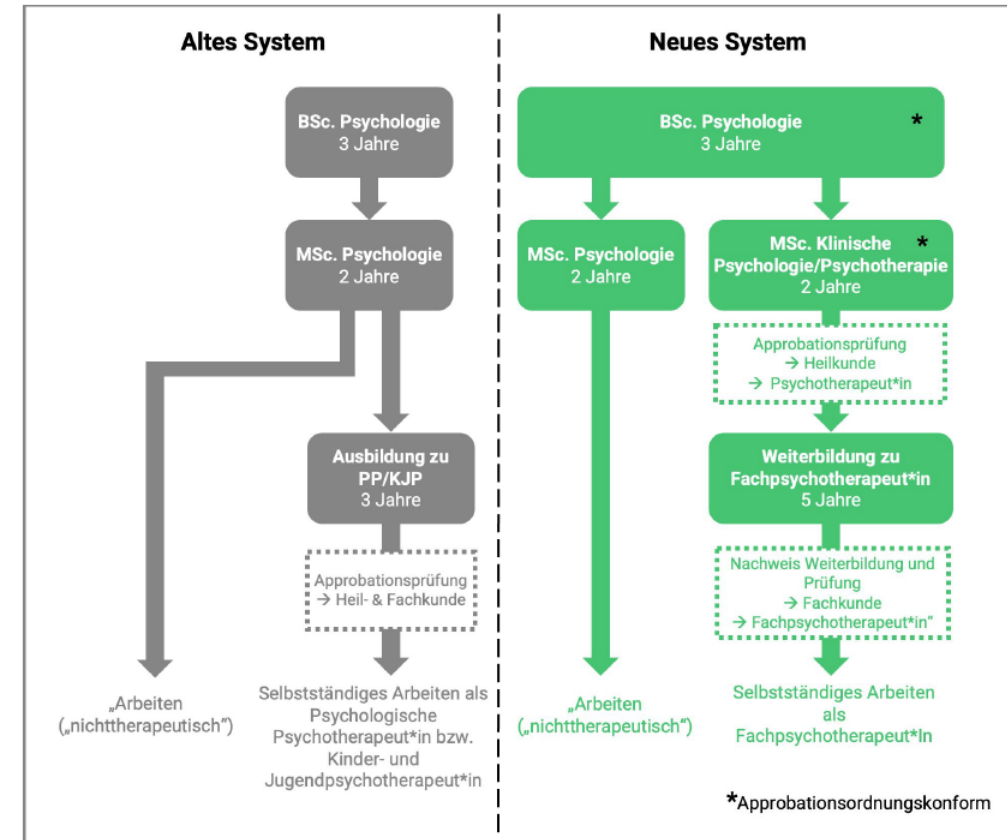 Altes System
BSc. Psychologie
3 Jahre
MSc. Psychologie
2 Jahre
Ausbildung zu
PP/KJP
3 Jahre
Approbationsprüfung
→ Heil- & Fachkunde
„Arbeiten
(„nichttherapeutisch“)
Selbstständiges Arbeiten als
Psychologische
Psychotherapeut*in bzw.
Kinder- und
Jugendpsychotherapeut*in
Neues System
BSc. Psychologie *
3 Jahre
MSc. Psychologie
2 Jahre
MSc. Klinische *
Psychologie/Psychotherapie
2 Jahre
Approbationsprüfung
→ Heilkunde
→ Psychotherapeut*in
Weiterbildung zu
Fachpsychotherapeut*in
5 Jahre
Nachweis Weiterbildung und
Prüfung
→ Fachkunde
→ Fachpsychotherapeut*in“
„Arbeiten
(„nichttherapeutisch“)
Selbstständiges Arbeiten
als
Fachpsychotherapeut*In
*Approbationsordnungskonform